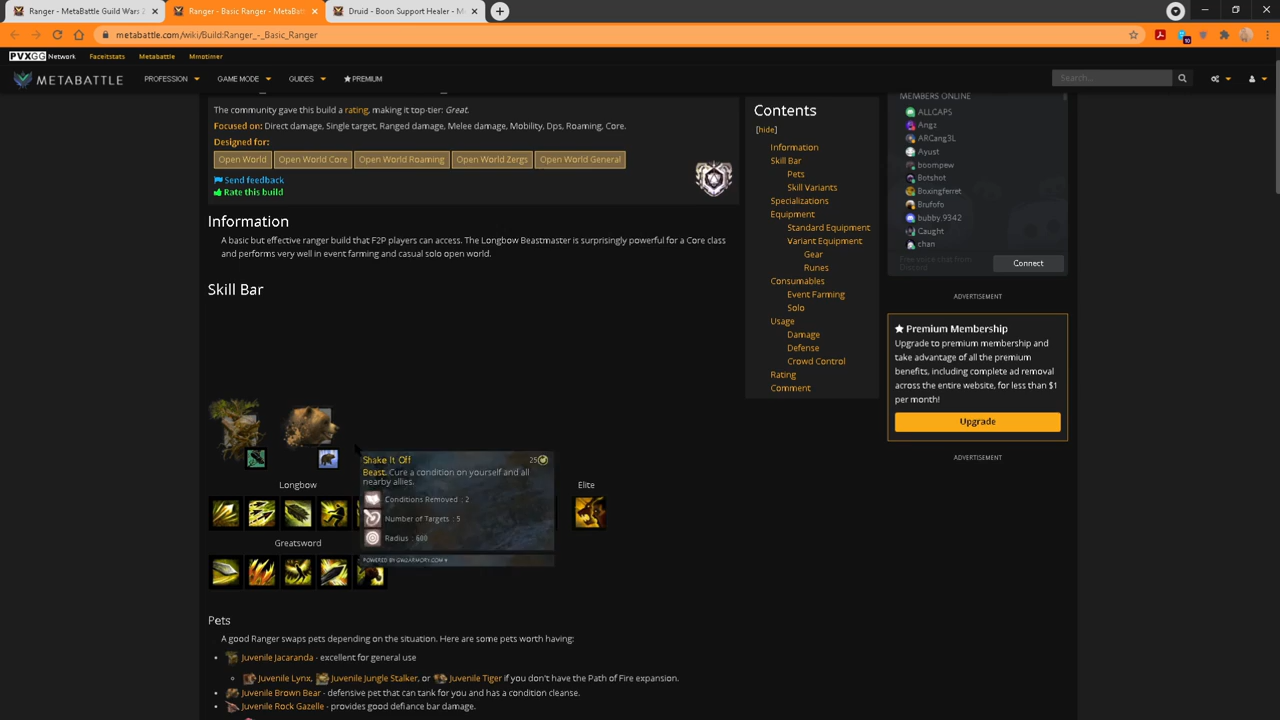 Ranger - MetaBattle Guild Wars 2
Ranger - Basic Ranger - MetaBatt
Druid - Boon Support Healer - M
metabattle.com/wiki/Build:Ranger_-_Basic_Ranger
PVXGG Network Faceitstats Metabattle Mmotimer
METABATTLE PROFESSION GAME MODE GUIDES PREMIUM Search...
The community gave this build a rating, making it top-tier: Great.
Focused on: Direct damage, Single target, Ranged damage, Melee damage, Mobility, Dps, Roaming, Core.
Designed for:
Open World Open World Core Open World Roaming Open World Zergs Open World General
Send feedback
Rate this build
Information
A basic but effective ranger build that F2P players can access. The Longbow Beastmaster is surprisingly powerful for a Core class
and performs very well in event farming and casual solo open world.
Skill Bar
Shake It Off 25
Beast. Cure a condition on yourself and all
nearby allies.
Conditions Removed : 2
Number of Targets : 5
Radius : 600
POWERED BY GW2ARMORY.COM
Longbow
Elite
Greatsword
Pets
A good Ranger swaps pets depending on the situation. Here are some pets worth having:
Juvenile Jacaranda - excellent for general use
Juvenile Lynx, Juvenile Jungle Stalker, or Juvenile Tiger if you don't have the Path of Fire expansion.
Juvenile Brown Bear - defensive pet that can tank for you and has a condition cleanse.
Juvenile Rock Gazelle - provides good defiance bar damage.
Contents
[hide]
Information
Skill Bar
Pets
Skill Variants
Specializations
Equipment
Standard Equipment
Variant Equipment
Gear
Runes
Consumables
Event Farming
Solo
Usage
Damage
Defense
Crowd Control
Rating
Comment
MEMBERS ONLINE
ALLCAPS
Angz
ARCang3L
Ayust
boompew
Botshot
Boxingferret
Brufofo
bubby.9342
Caught
chan
Free voice chat from
Discord
Connect
ADVERTISEMENT
Premium Membership
Upgrade to premium membership and
take advantage of all the premium
benefits, including complete ad removal
across the entire website, for less than $1
per month!
Upgrade
ADVERTISEMENT